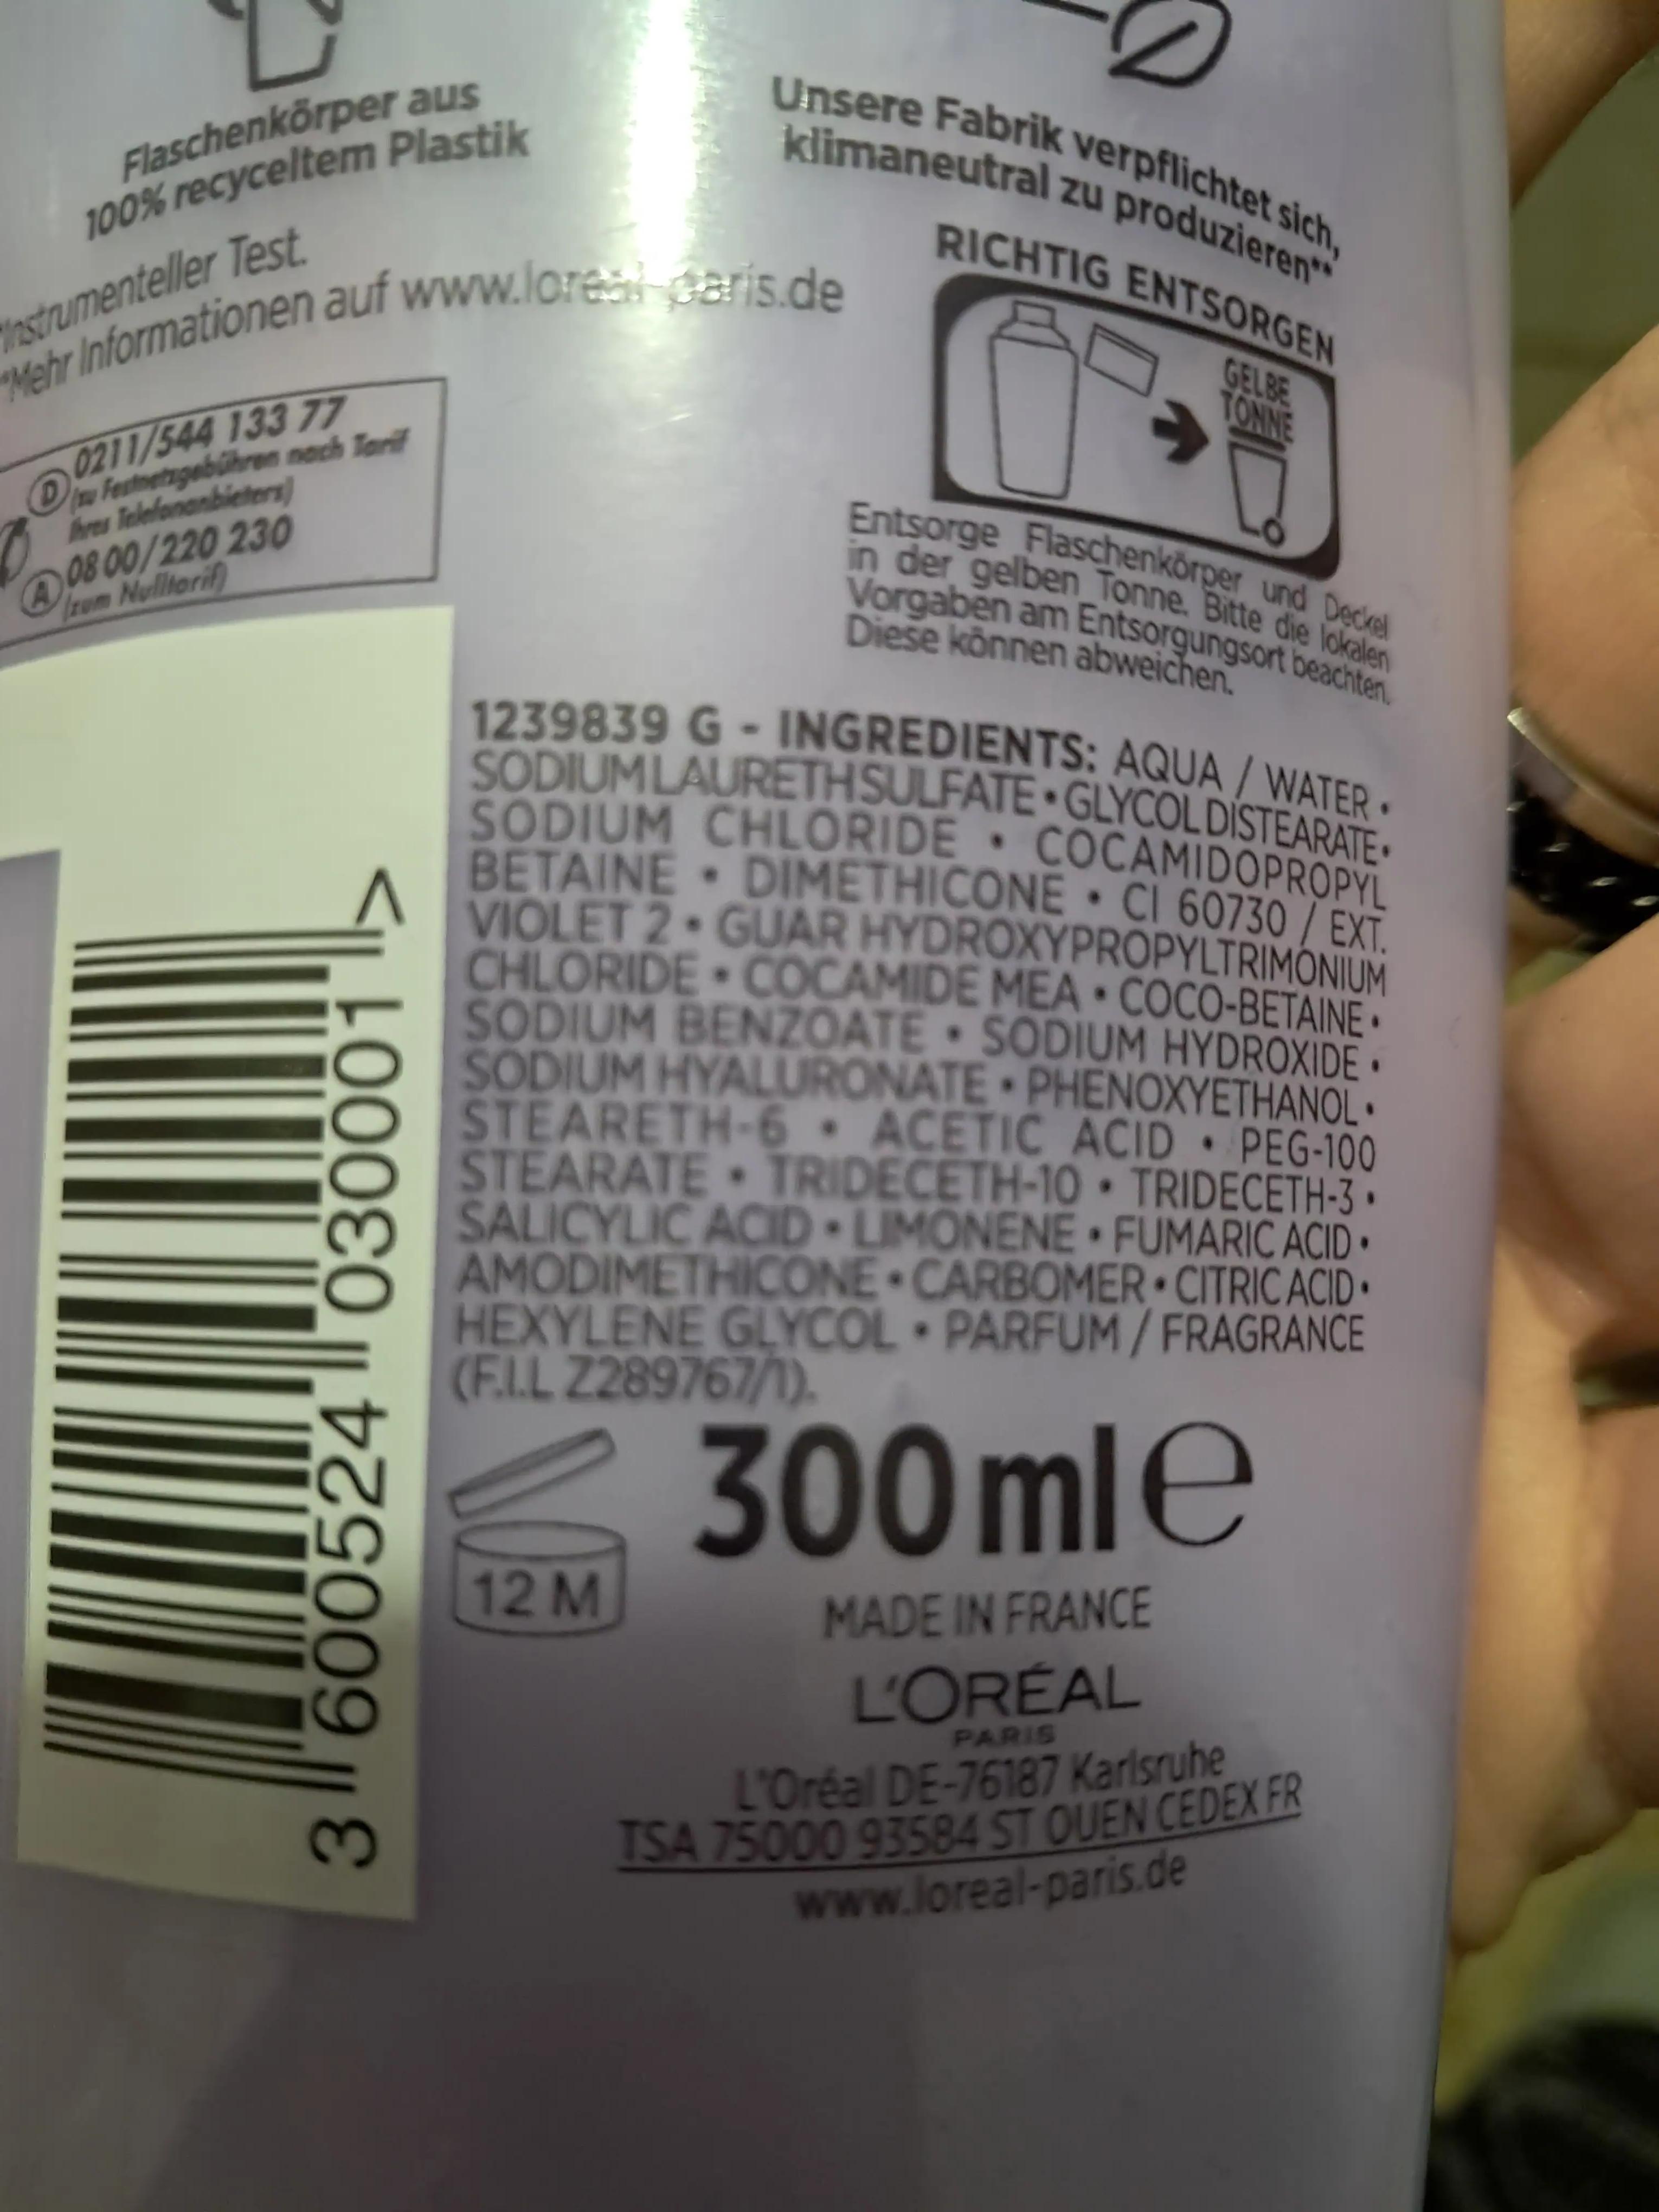 Flaschenkörper aus
100% recyceltem Plastik
Unsere Fabrik verpflichtet sich,
klimaneutral zu produzieren**
*Instrumenteller Test.
**Mehr Informationen auf www.loreal-paris.de
RICHTIG ENTSORGEN
GELBE
TONNE
D 0211/544 133 77
(zu Festnetzgebühren nach Tarif
Ihres Telefonanbieters)
A 08 00/220 230
(zum Nulltarif)
Entsorge Flaschenkörper und Deckel
in der gelben Tonne. Bitte die lokalen
Vorgaben am Entsorgungsort beachten.
Diese können abweichen.
1239839 G - INGREDIENTS: AQUA / WATER •
SODIUM LAURETH SULFATE • GLYCOL DISTEARATE •
SODIUM CHLORIDE • COCAMIDOPROPYL
BETAINE • DIMETHICONE • CI 60730 / EXT.
VIOLET 2 • GUAR HYDROXYPROPYLTRIMONIUM
CHLORIDE • COCAMIDE MEA • COCO-BETAINE •
SODIUM BENZOATE • SODIUM HYDROXIDE •
SODIUM HYALURONATE • PHENOXYETHANOL •
STEARETH-6 • ACETIC ACID • PEG-100
STEARATE • TRIDECETH-10 • TRIDECETH-3 •
SALICYLIC ACID • LIMONENE • FUMARIC ACID •
AMODIMETHICONE • CARBOMER • CITRIC ACID •
HEXYLENE GLYCOL • PARFUM / FRAGRANCE
(F.I.L Z289767/1).
3 600524 030001 >
12 M
300 ml e
MADE IN FRANCE
L'ORÉAL
PARIS
L'Oréal DE-76187 Karlsruhe
TSA 75000 93584 ST OUEN CEDEX FR
www.loreal-paris.de